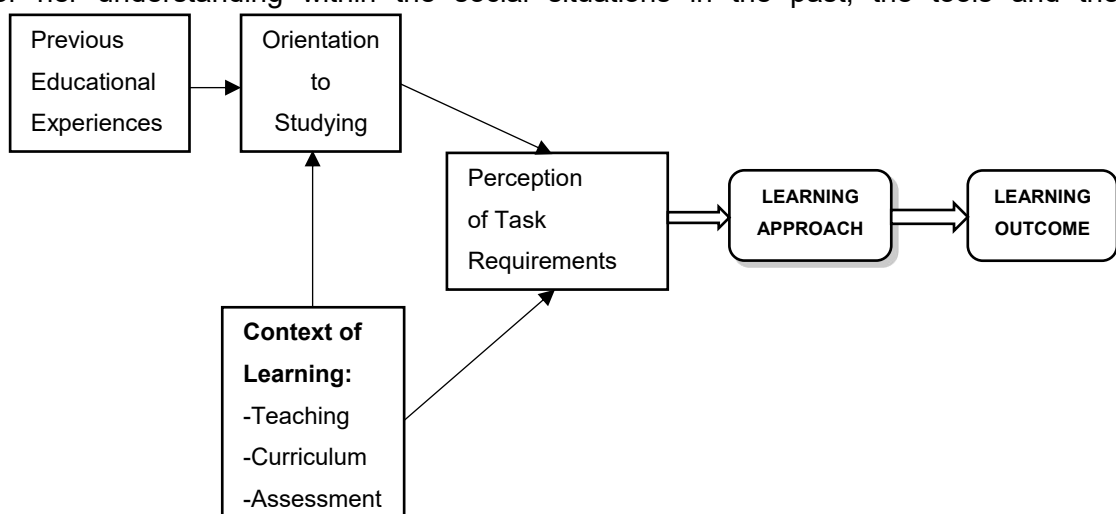 or her understanding within the social situations in the past, the tools and the
Previous
Educational
Experiences
Orientation
to
Studying
Perception
of Task
Requirements
LEARNING
APPROACH
LEARNING
OUTCOME
Context of
Learning:
-Teaching
-Curriculum
-Assessment